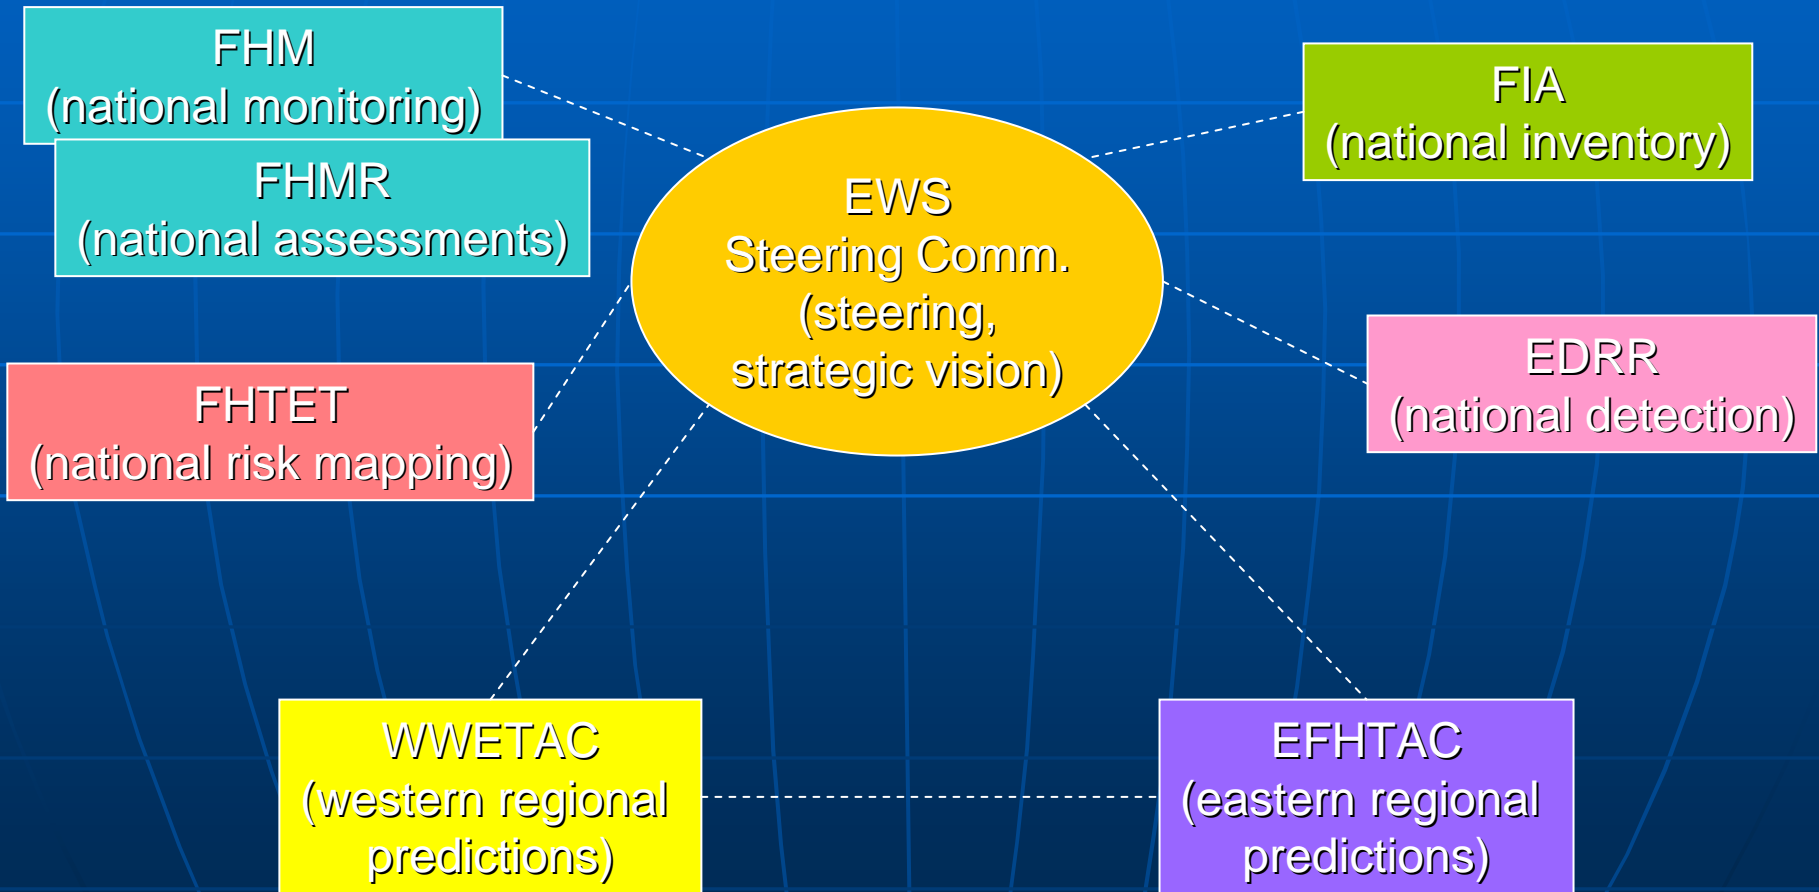 FHM
(national monitoring)
FHMR
(national assessments)
FIA
(national inventory)
EWS
Steering Comm.
(steering,
strategic vision)
FHTET
(national risk mapping)
EDRR
(national detection)
WWETAC
(western regional
predictions)
EFHTAC
(eastern regional
predictions)